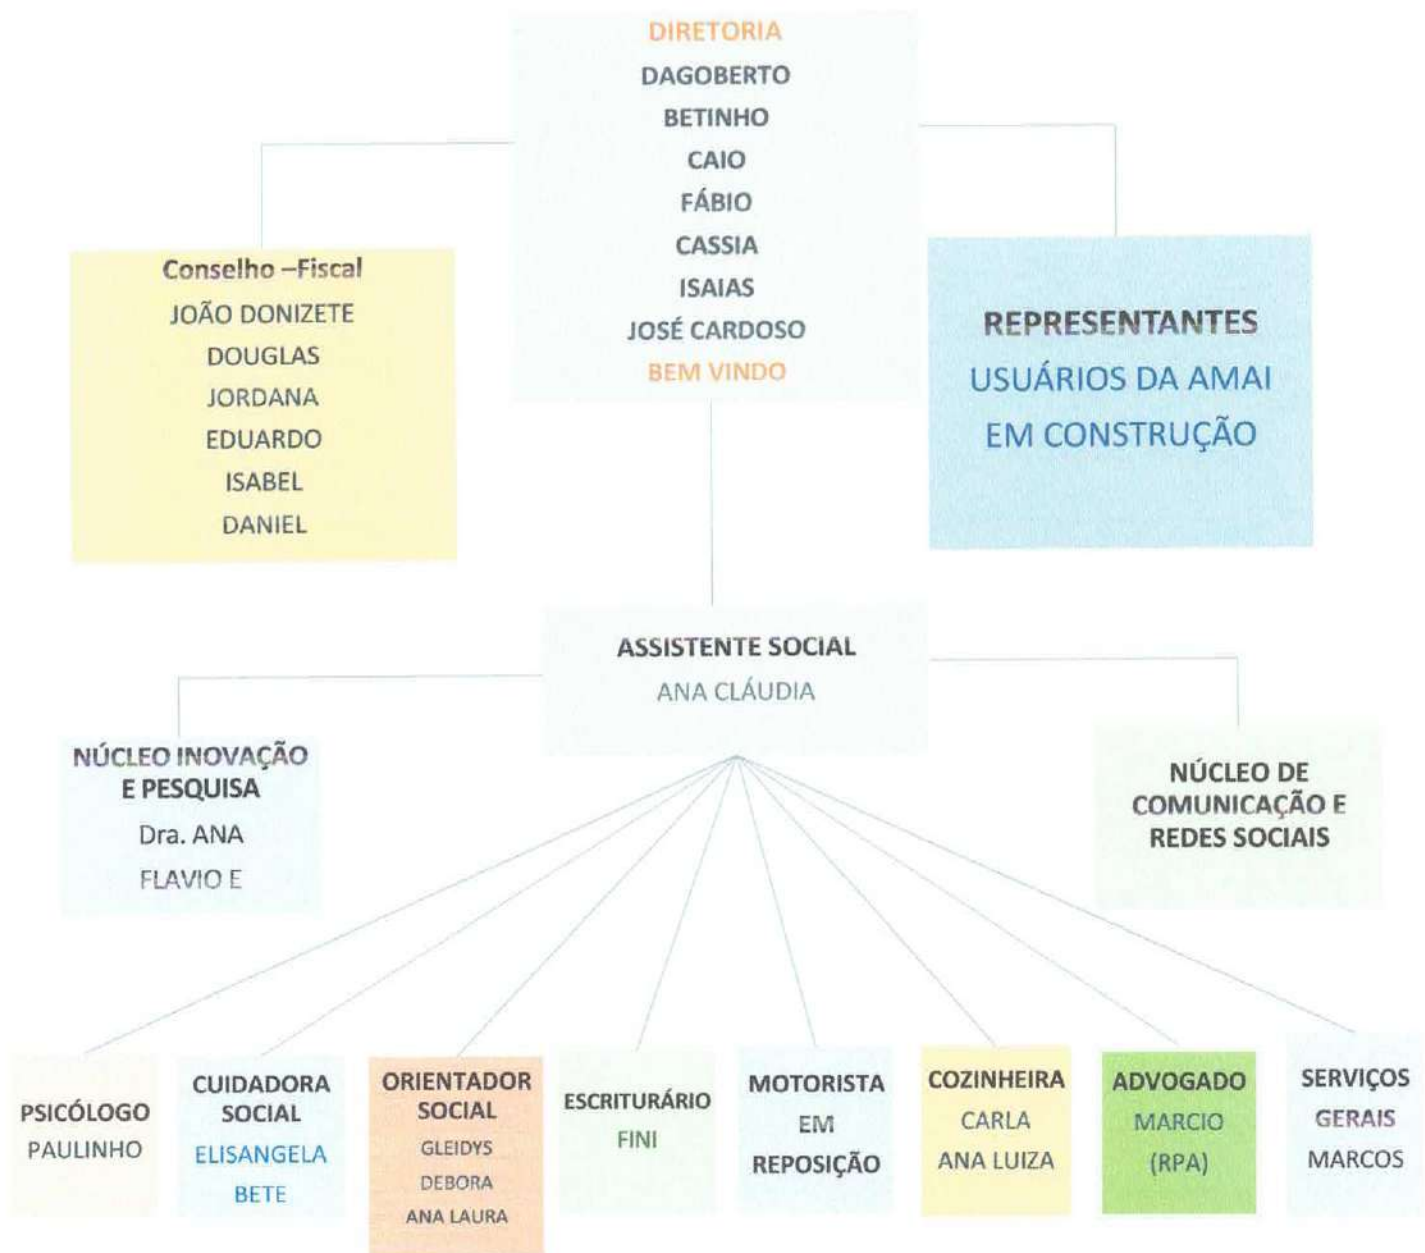 DIRETORIA
DAGOBERTO
BETINHO
CAIO
FÁBIO
CASSIA
ISAIAS
JOSÉ CARDOSO
BEM VINDO
Conselho –Fiscal
JOÃO DONIZETE
DOUGLAS
JORDANA
EDUARDO
ISABEL
DANIEL
REPRESENTANTES
USUÁRIOS DA AMAI
EM CONSTRUÇÃO
ASSISTENTE SOCIAL
ANA CLÁUDIA
NÚCLEO INOVAÇÃO
E PESQUISA
Dra. ANA
FLAVIO E
NÚCLEO DE
COMUNICAÇÃO E
REDES SOCIAIS
PSICÓLOGO
PAULINHO
CUIDADORA
SOCIAL
ELISANGELA
BETE
ORIENTADOR
SOCIAL
GLEIDYS
DEBORA
ANA LAURA
ESCRITURÁRIO
FINI
MOTORISTA
EM
REPOSIÇÃO
COZINHEIRA
CARLA
ANA LUIZA
ADVOGADO
MARCIO
(RPA)
SERVIÇOS
GERAIS
MARCOS